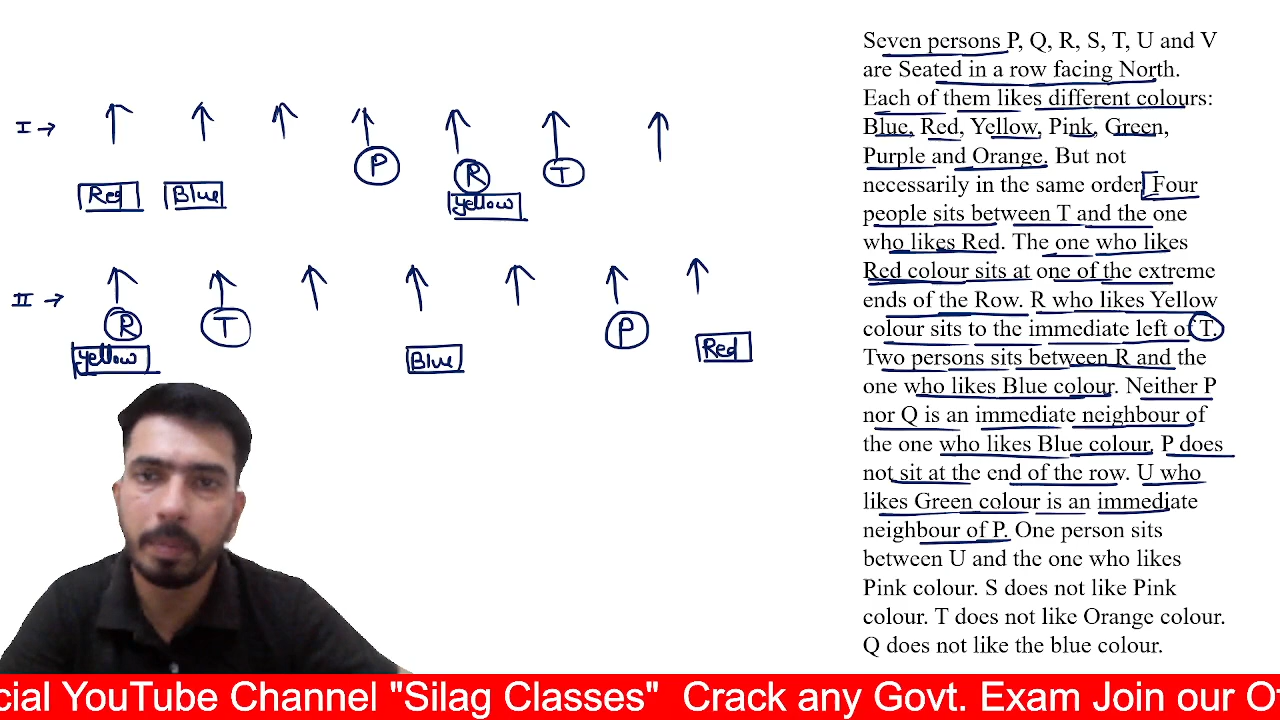 Seven persons P, Q, R, S, T, U and V
are Seated in a row facing North.
Each of them likes different colours:
Blue, Red, Yellow, Pink, Green,
Purple and Orange. But not
necessarily in the same order. Four
people sits between T and the one
who likes Red. The one who likes
Red colour sits at one of the extreme
ends of the Row. R who likes Yellow
colour sits to the immediate left of T.
Two persons sits between R and the
one who likes Blue colour. Neither P
nor Q is an immediate neighbour of
the one who likes Blue colour, P does
not sit at the end of the row. U who
likes Green colour is an immediate
neighbour of P. One person sits
between U and the one who likes
Pink colour. S does not like Pink
colour. T does not like Orange colour.
Q does not like the blue colour.
I →
P R T
Red Blue Yellow
II →
R T P
Yellow Blue Red
cial YouTube Channel "Silag Classes" Crack any Govt. Exam Join our O